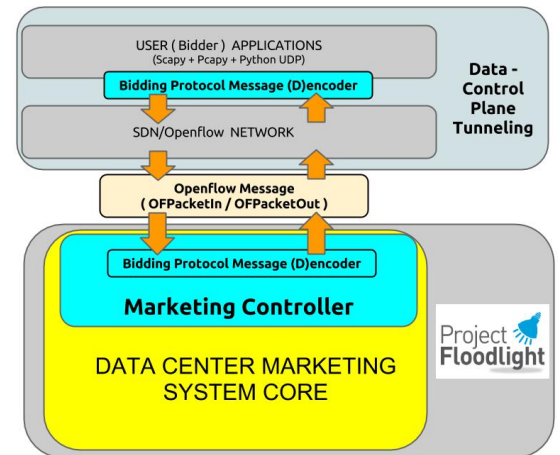 USER ( Bidder ) APPLICATIONS
(Scapy + Pcapy + Python UDP)
Bidding Protocol Message (D)encoder
SDN/Openflow NETWORK
Data -
Control
Plane
Tunneling
Openflow Message
( OFPacketIn / OFPacketOut )
Bidding Protocol Message (D)encoder
Marketing Controller
DATA CENTER MARKETING
SYSTEM CORE
Project
Floodlight